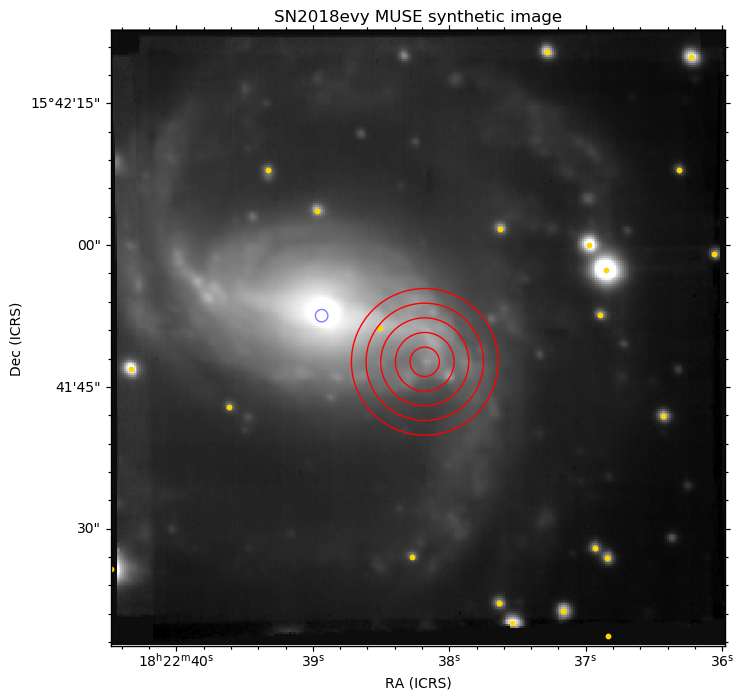 SN2018evy MUSE synthetic image
15°42'15"
00"
41'45"
30"
Dec (ICRS)
18ʰ22ᵐ40ˢ
39ˢ
38ˢ
37ˢ
36ˢ
RA (ICRS)